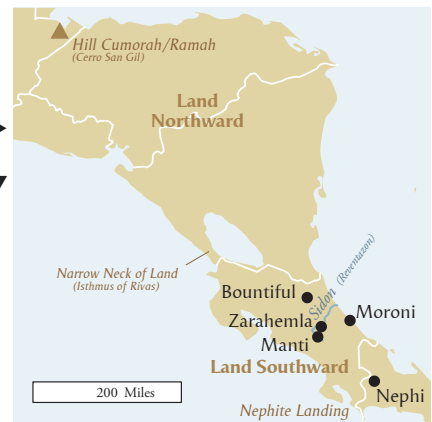 Hill Cumorah/Ramah
(Cerro San Gil)
Land
Northward
Narrow Neck of Land
(Isthmus of Rivas)
Bountiful
Sidon (Reventazon)
Zarahemla
Moroni
Manti
Land Southward
200 Miles
Nephi
Nephite Landing